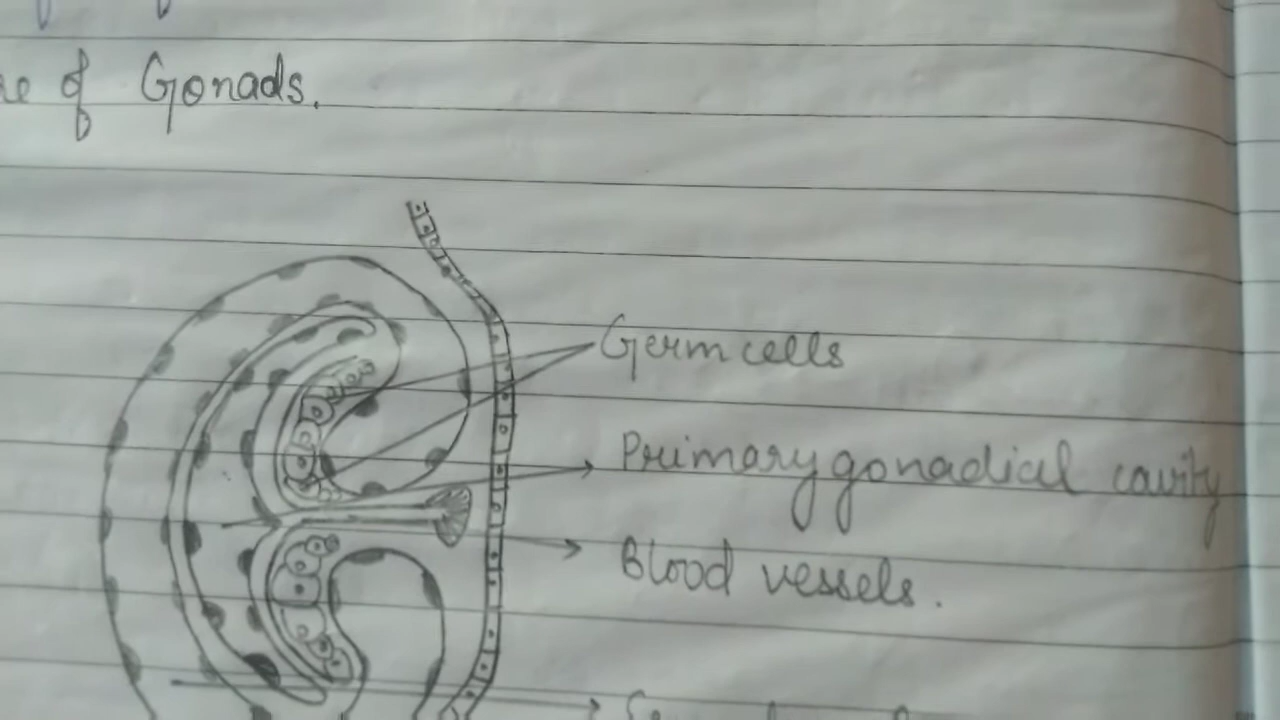 of Gonads.
Germ cells
Primary gonadial cavity
Blood vessels.